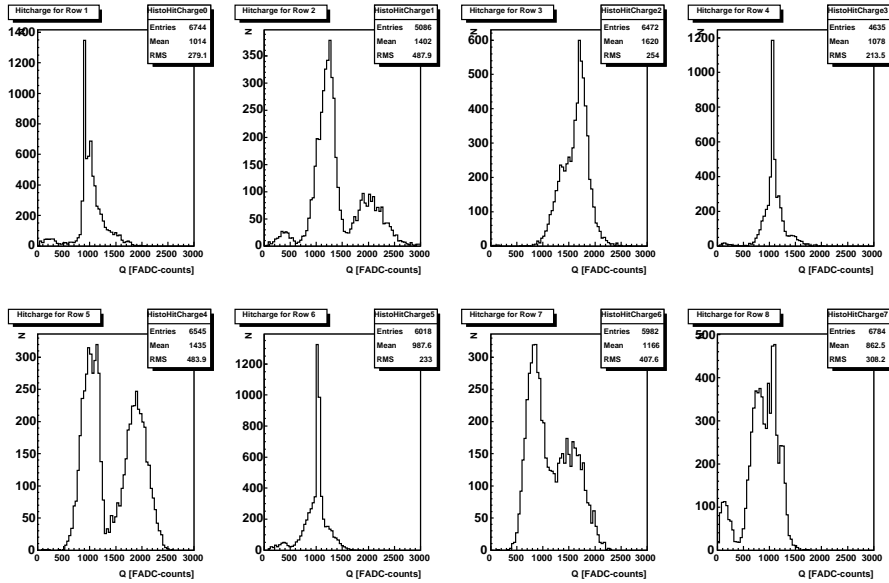 Hitcharge for Row 1
HistoHitCharge0
Entries 6744
Mean 1014
RMS 279.1
N
1400
1200
1000
800
600
400
200
0
0 500 1000 1500 2000 2500 3000
Q [FADC-counts]
Hitcharge for Row 2
HistoHitCharge1
Entries 5086
Mean 1402
RMS 487.9
N
350
300
250
200
150
100
50
0
0 500 1000 1500 2000 2500 3000
Q [FADC-counts]
Hitcharge for Row 3
HistoHitCharge2
Entries 6472
Mean 1620
RMS 254
N
600
500
400
300
200
100
0
0 500 1000 1500 2000 2500 3000
Q [FADC-counts]
Hitcharge for Row 4
HistoHitCharge3
Entries 4635
Mean 1078
RMS 213.5
N
1200
1000
800
600
400
200
0
0 500 1000 1500 2000 2500 3000
Q [FADC-counts]
Hitcharge for Row 5
HistoHitCharge4
Entries 6545
Mean 1435
RMS 483.9
N
300
250
200
150
100
50
0
0 500 1000 1500 2000 2500 3000
Q [FADC-counts]
Hitcharge for Row 6
HistoHitCharge5
Entries 6018
Mean 987.6
RMS 233
N
1200
1000
800
600
400
200
0
0 500 1000 1500 2000 2500 3000
Q [FADC-counts]
Hitcharge for Row 7
HistoHitCharge6
Entries 5982
Mean 1166
RMS 407.6
N
300
250
200
150
100
50
0
0 500 1000 1500 2000 2500 3000
Q [FADC-counts]
Hitcharge for Row 8
HistoHitCharge7
Entries 6784
Mean 862.5
RMS 308.2
N
500
400
300
200
100
0
0 500 1000 1500 2000 2500 3000
Q [FADC-counts]